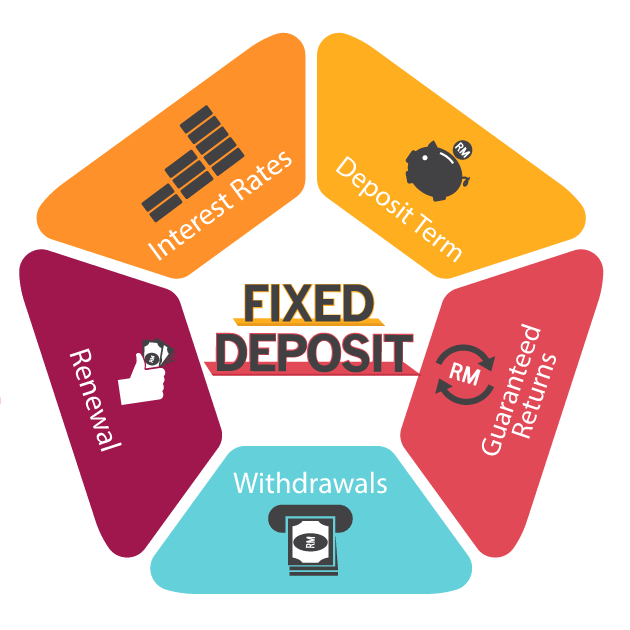 Interest Rates
Deposit Term
RM
FIXED
DEPOSIT
Guaranteed
Returns
RM
Renewal
RM
Withdrawals
RM